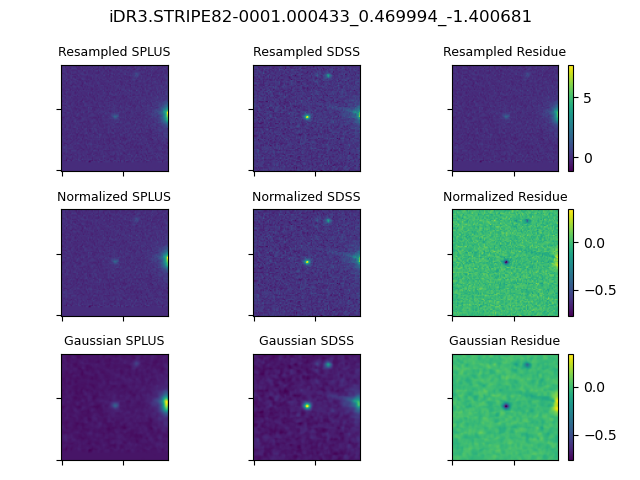 iDR3.STRIPE82-0001.000433_0.469994_-1.400681
Resampled SPLUS Resampled SDSS Resampled Residue
5
0
Normalized SPLUS Normalized SDSS Normalized Residue
0.0
−0.5
Gaussian SPLUS Gaussian SDSS Gaussian Residue
0.0
−0.5